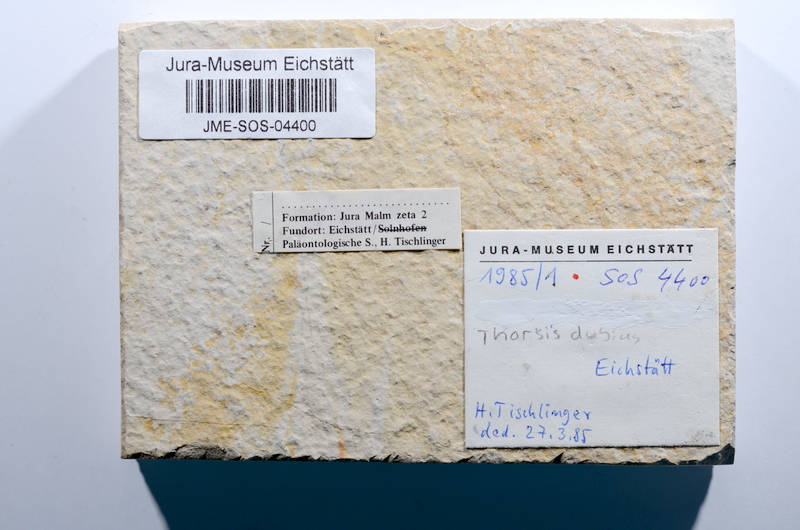 Jura-Museum Eichstätt
JME-SOS-04400
Nr. 1
Formation: Jura Malm zeta 2
Fundort: Eichstätt/Solnhofen
Paläontologische S., H. Tischlinger
JURA-MUSEUM EICHSTÄTT
1985/1 • SOS 4400
Thorsis dubius
Eichstätt
H. Tischlinger
ded. 27.3.85